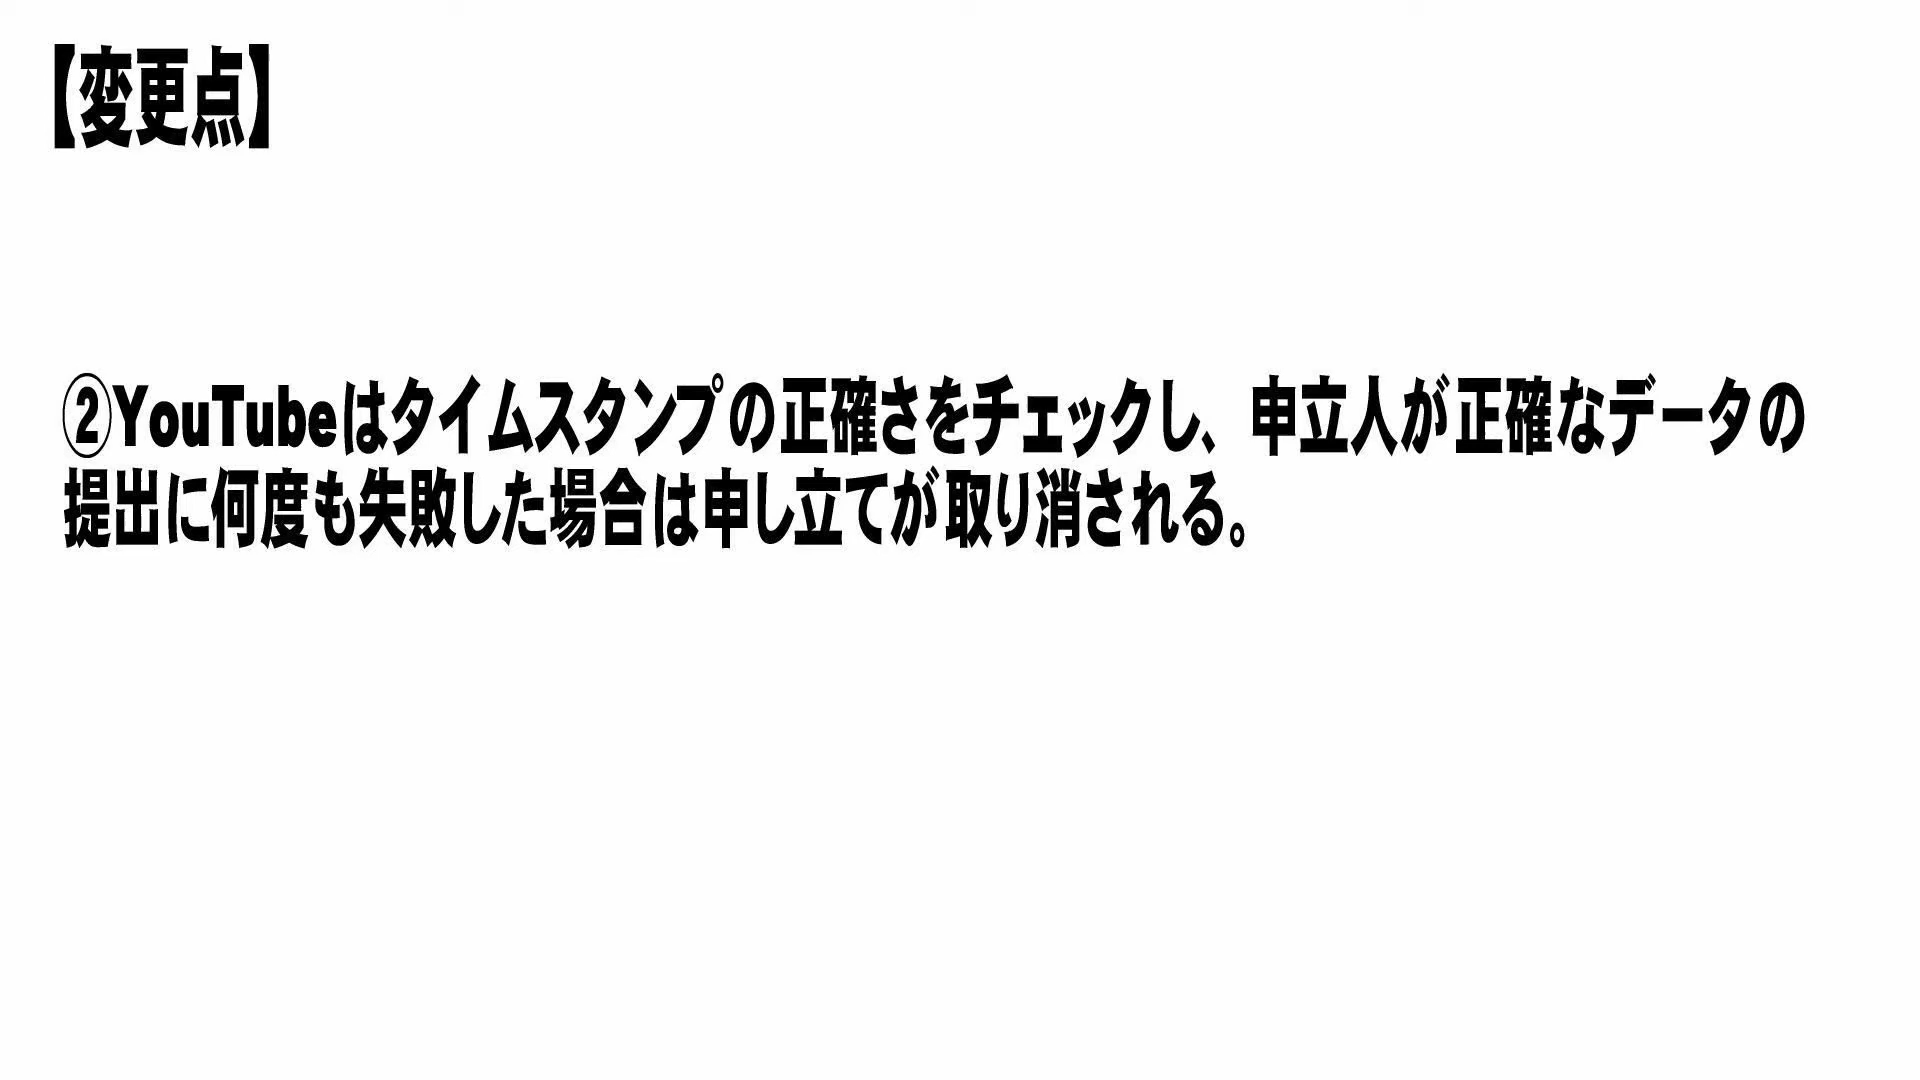 【変更点】
②YouTubeはタイムスタンプの正確さをチェックし、申立人が正確なデータの
提出に何度も失敗した場合は申し立てが取り消される。